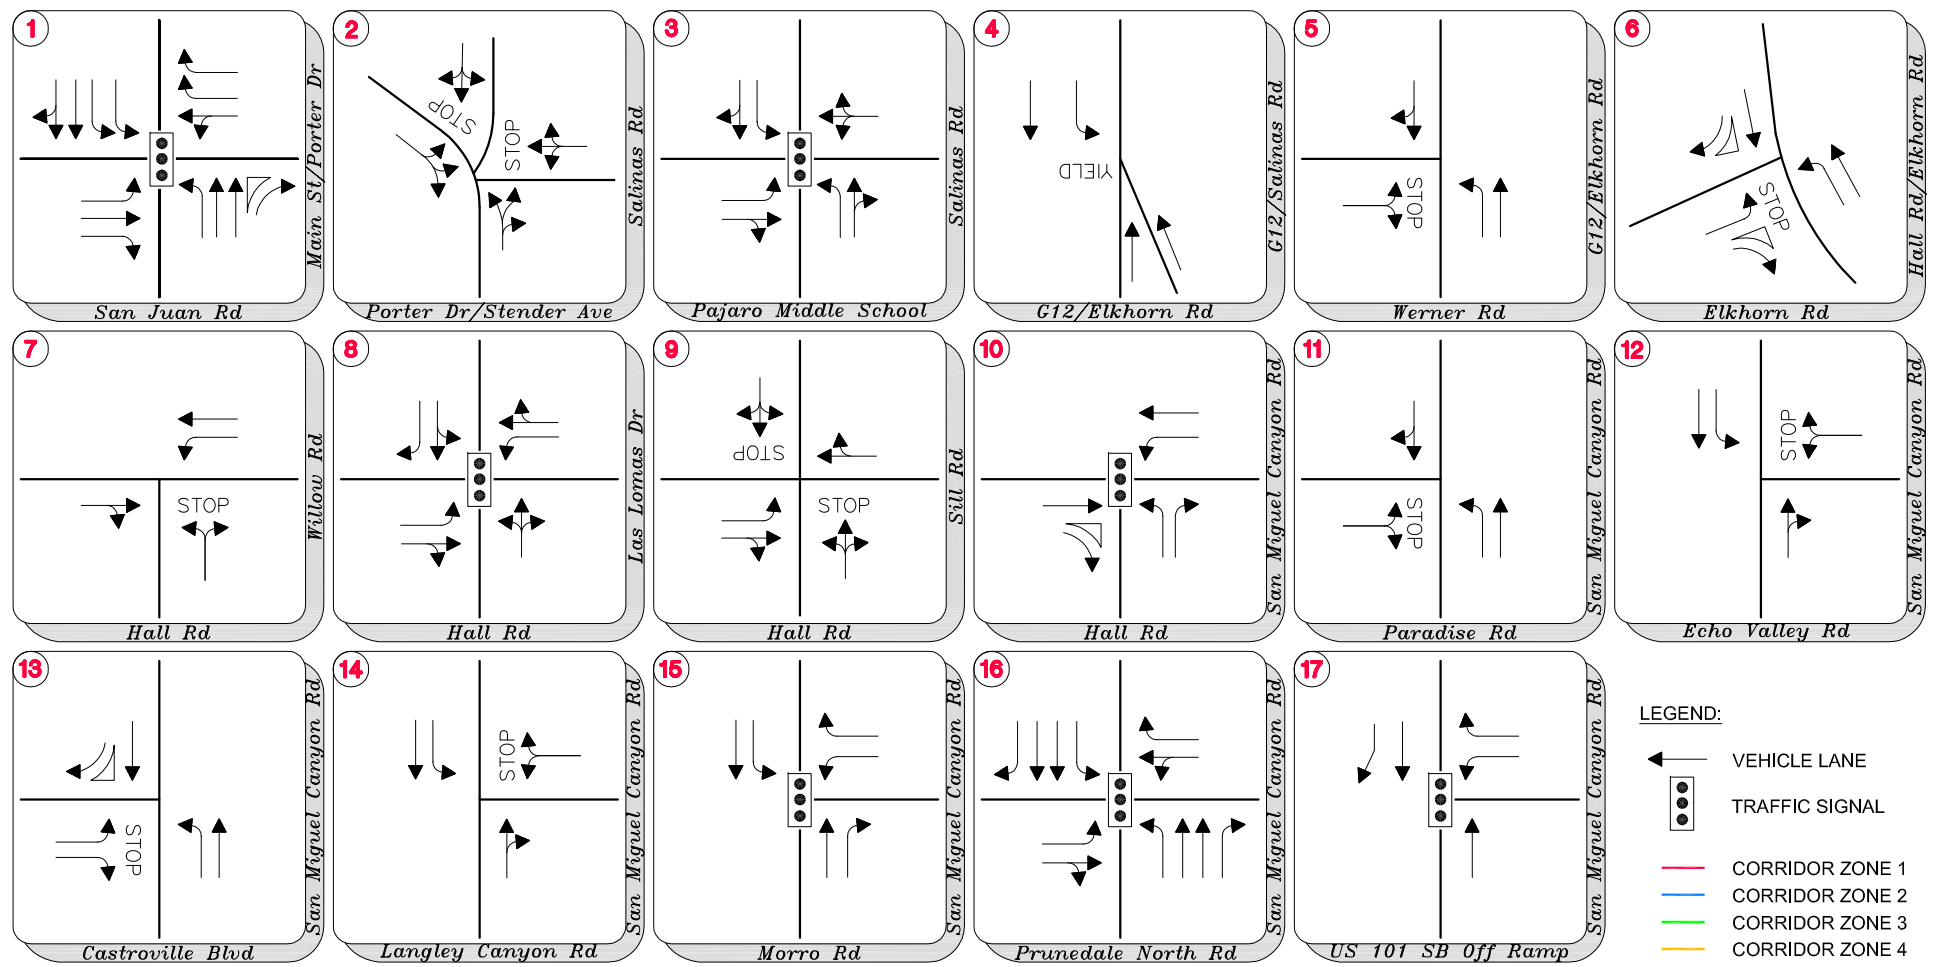 1
Main St/Porter Dr
San Juan Rd
2
STOP
STOP
Salinas Rd
Porter Dr/Stender Ave
3
Salinas Rd
Pajaro Middle School
4
YIELD
G12/Salinas Rd
G12/Elkhorn Rd
5
STOP
G12/Elkhorn Rd
Werner Rd
6
STOP
Hall Rd/Elkhorn Rd
Elkhorn Rd
7
STOP
Willow Rd
Hall Rd
8
Las Lomas Dr
Hall Rd
9
STOP
STOP
Sill Rd
Hall Rd
10
San Miguel Canyon Rd
Hall Rd
11
STOP
San Miguel Canyon Rd
Paradise Rd
12
STOP
San Miguel Canyon Rd
Echo Valley Rd
13
STOP
San Miguel Canyon Rd
Castroville Blvd
14
STOP
San Miguel Canyon Rd
Langley Canyon Rd
15
San Miguel Canyon Rd
Morro Rd
16
San Miguel Canyon Rd
Prunedale North Rd
17
San Miguel Canyon Rd
US 101 SB Off Ramp
LEGEND:
VEHICLE LANE
TRAFFIC SIGNAL
CORRIDOR ZONE 1
CORRIDOR ZONE 2
CORRIDOR ZONE 3
CORRIDOR ZONE 4